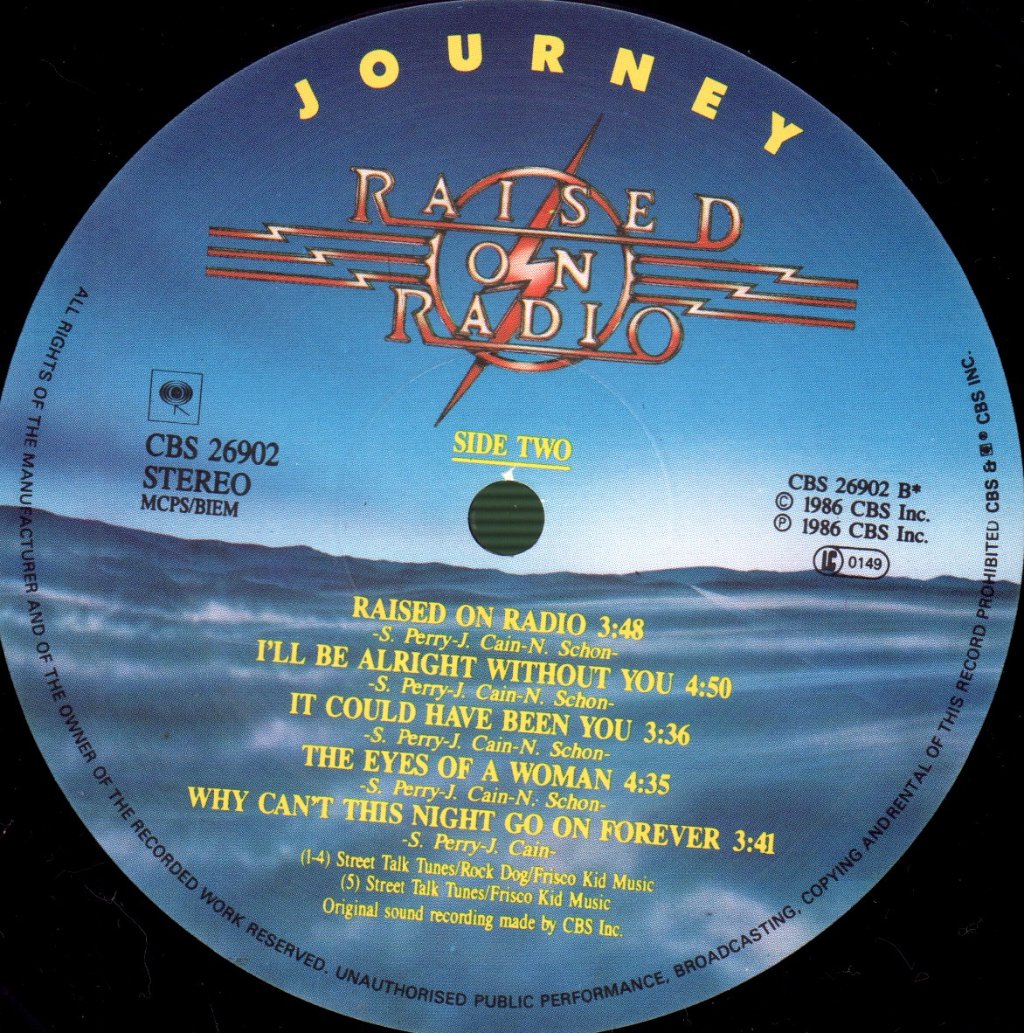 JOURNEY
RAISED
ON
RADIO
SIDE TWO
CBS 26902
STEREO
MCPS/BIEM
CBS 26902 B*
© 1986 CBS Inc.
℗ 1986 CBS Inc.
LC 0149
RAISED ON RADIO 3:48
-S. Perry-J. Cain-N. Schon-
I'LL BE ALRIGHT WITHOUT YOU 4:50
-S. Perry-J. Cain-N. Schon-
IT COULD HAVE BEEN YOU 3:36
-S. Perry-J. Cain-N. Schon-
THE EYES OF A WOMAN 4:35
-S. Perry-J. Cain-N. Schon-
WHY CAN'T THIS NIGHT GO ON FOREVER 3:41
-S. Perry-J. Cain-
(1-4) Street Talk Tunes/Rock Dog/Frisco Kid Music
(5) Street Talk Tunes/Frisco Kid Music
Original sound recording made by CBS Inc.
ALL RIGHTS OF THE MANUFACTURER AND OF THE OWNER OF THE RECORDED WORK RESERVED. UNAUTHORISED PUBLIC PERFORMANCE, BROADCASTING, COPYING AND RENTAL OF THIS RECORD PROHIBITED CBS & ® CBS INC.